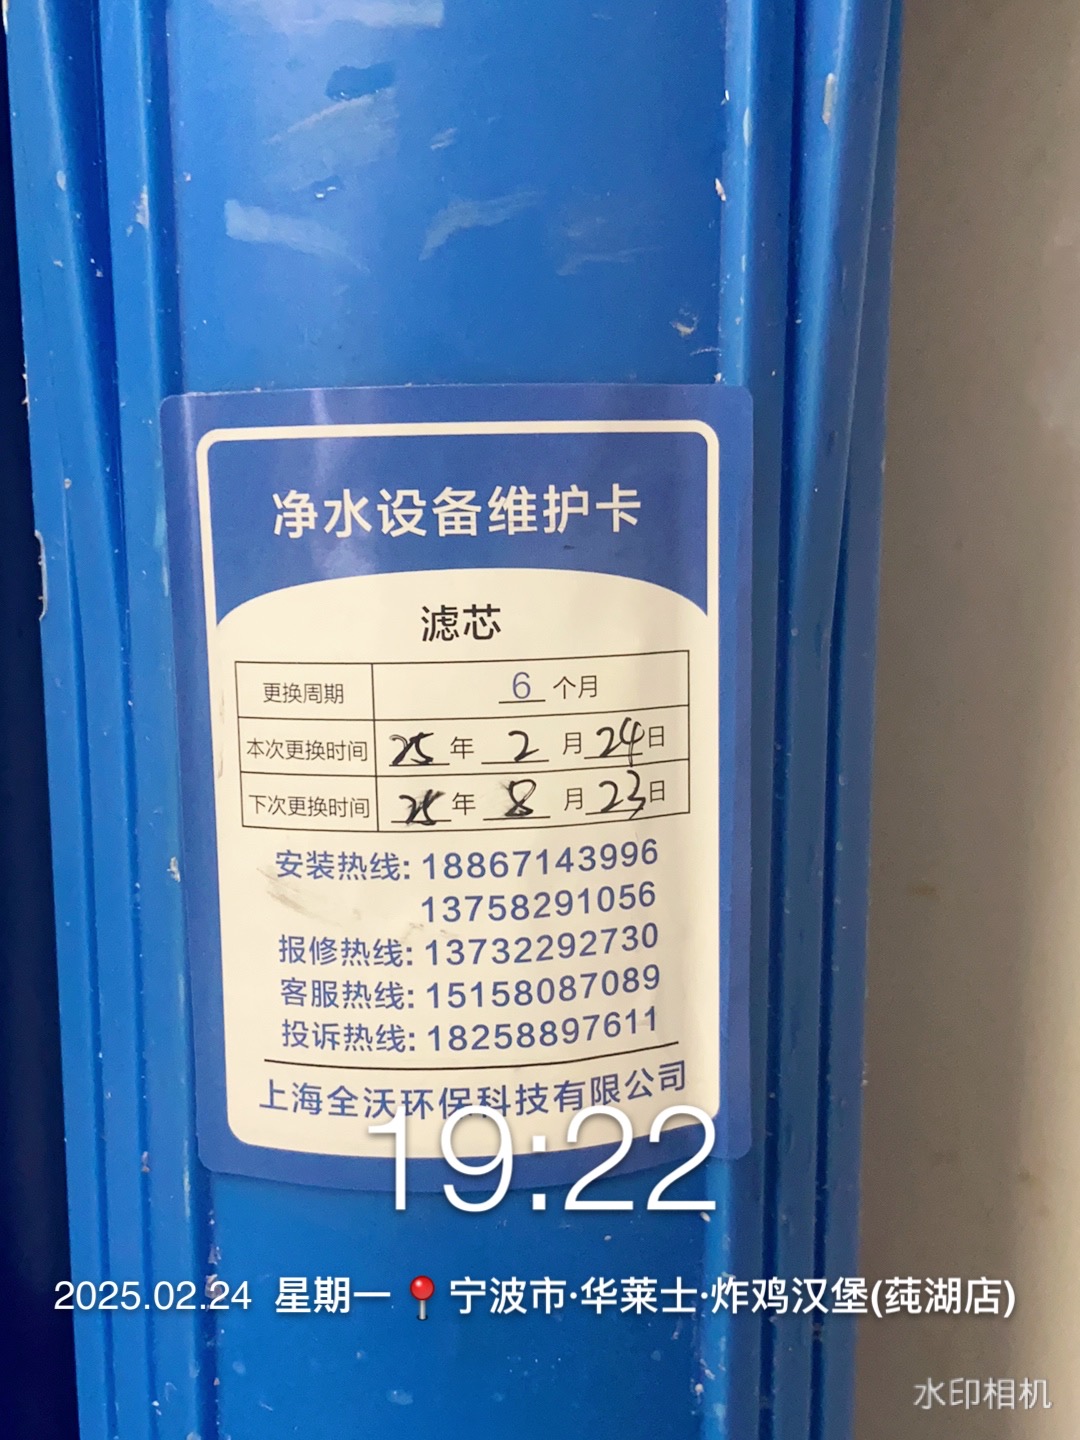 净水设备维护卡
滤芯
更换周期 6 个月
本次更换时间 25 年 2 月 24 日
下次更换时间 25 年 8 月 23 日
安装热线: 18867143996
13758291056
报修热线: 13732292730
客服热线: 15158087089
投诉热线: 18258897611
上海全沃环保科技有限公司
19:22
2025.02.24 星期一 📍宁波市·华莱士·炸鸡汉堡(莼湖店)
水印相机